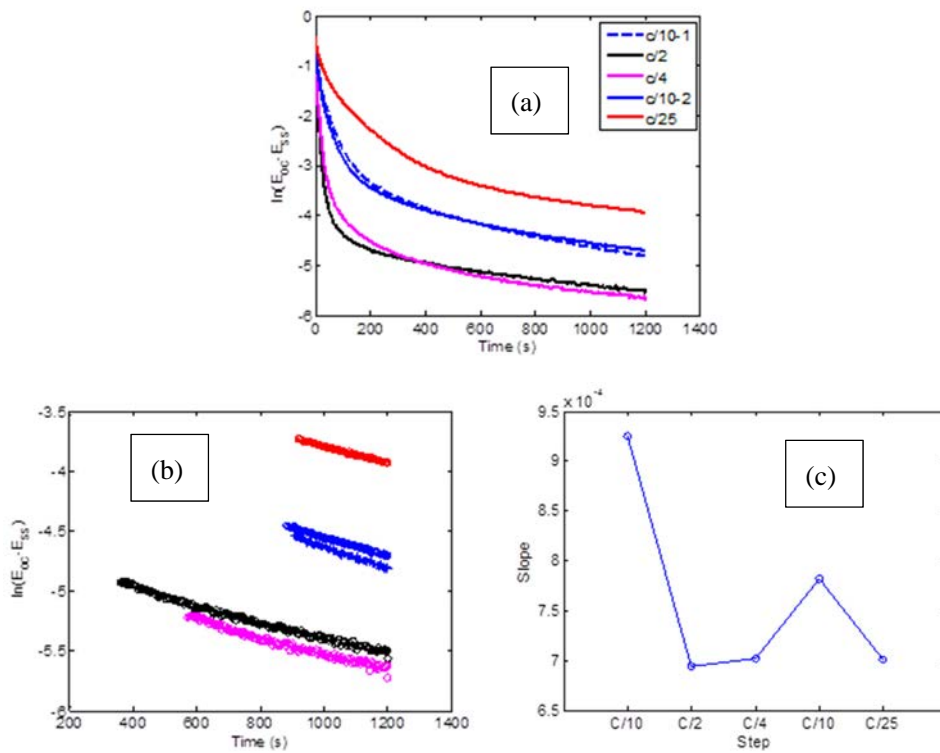 0
-1
-2
-3
-4
-5
-6
0 200 400 600 800 1000 1200 1400
Time (s)
ln(E_oc-E_ss)
(a)
c/10-1
c/2
c/4
c/10-2
c/25
-3.5
-4
-4.5
-5
-5.5
-6
200 400 600 800 1000 1200 1400
Time (s)
ln(E_oc-E_ss)
(b)
x 10^-4
9.5
9
8.5
8
7.5
7
6.5
C/10 C/2 C/4 C/10 C/25
Step
Slope
(c)